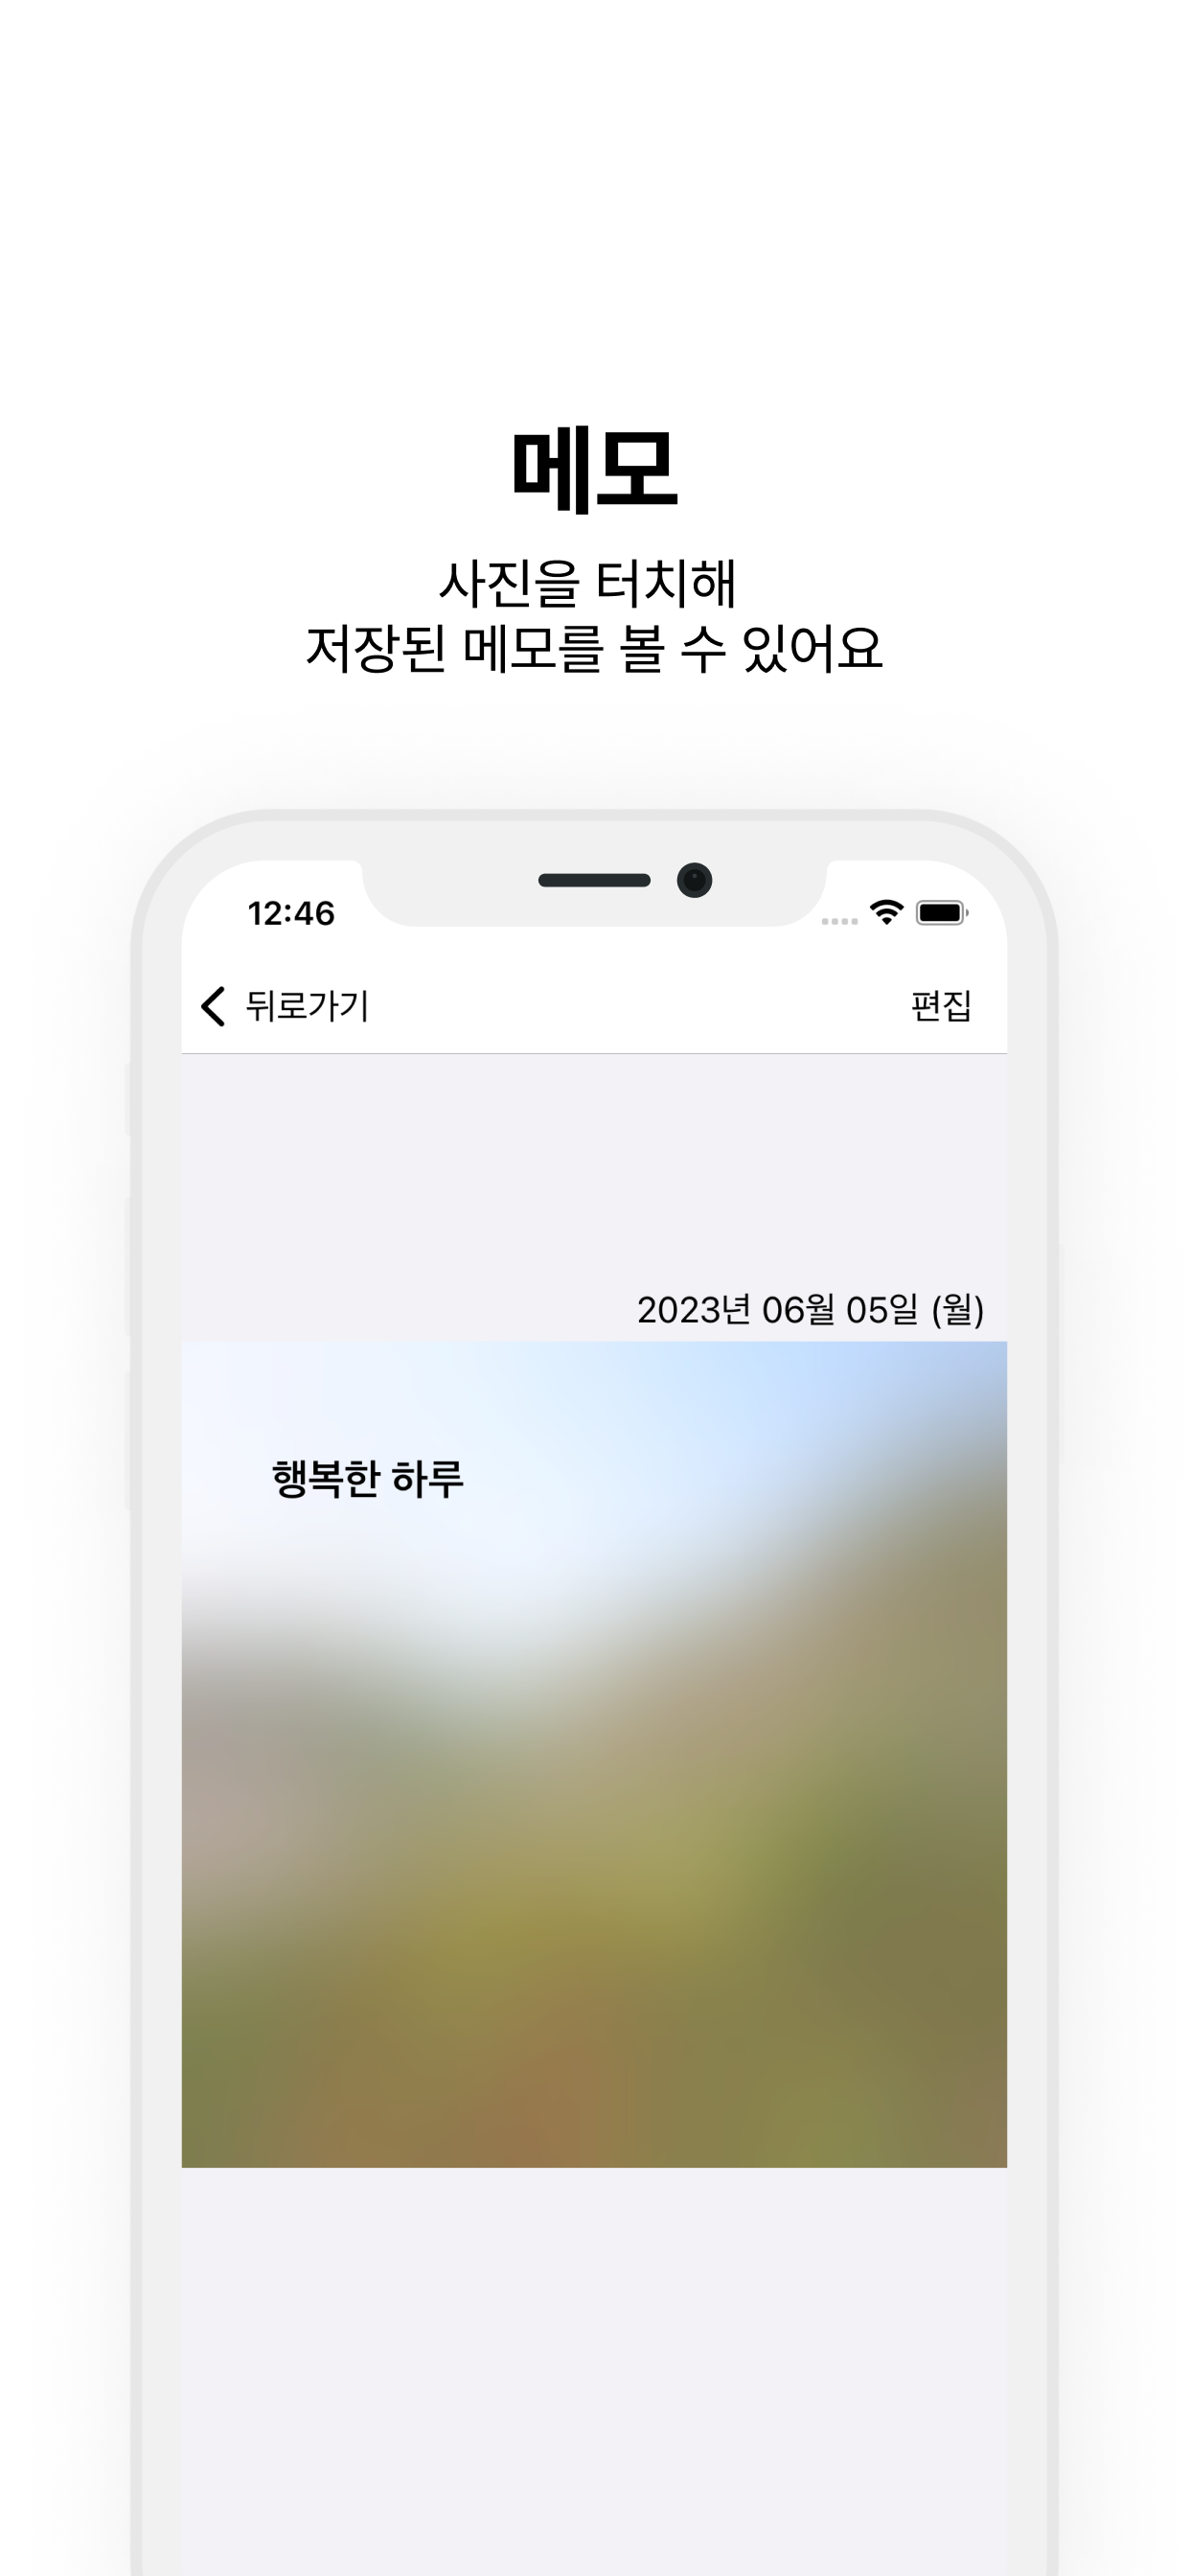 메모
사진을 터치해
저장된 메모를 볼 수 있어요
12:46
뒤로가기 편집
2023년 06월 05일 (월)
행복한 하루